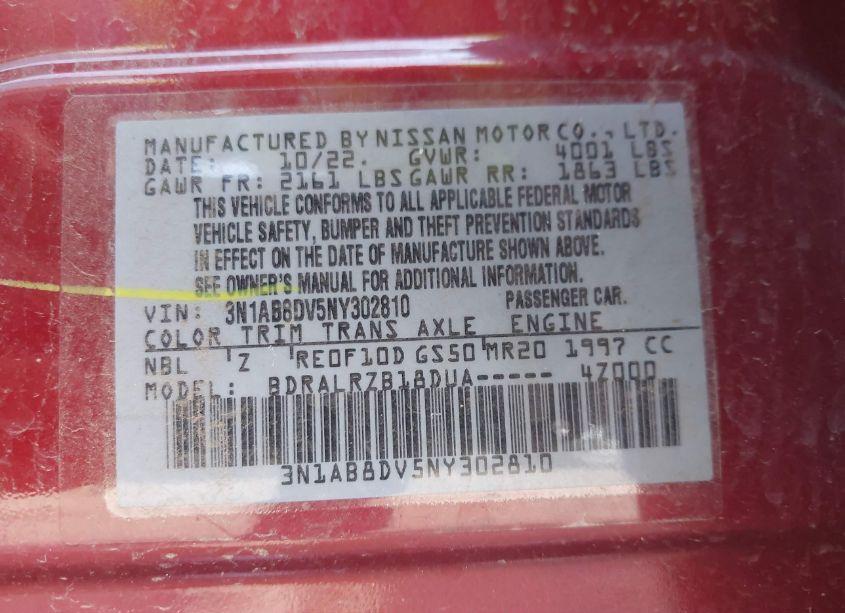 MANUFACTURED BY NISSAN MOTOR CO., LTD.
DATE: 10/22. GVWR: 4001 LBS
GAWR FR: 2161 LBS GAWR RR: 1863 LBS
THIS VEHICLE CONFORMS TO ALL APPLICABLE FEDERAL MOTOR
VEHICLE SAFETY, BUMPER AND THEFT PREVENTION STANDARDS
IN EFFECT ON THE DATE OF MANUFACTURE SHOWN ABOVE.
SEE OWNER'S MANUAL FOR ADDITIONAL INFORMATION.
VIN: 3N1AB8DV5NY302810 PASSENGER CAR.
COLOR TRIM TRANS AXLE ENGINE
NBL Z RE0F10D GS50 MR20 1997 CC
MODEL: BDRALRZB18DUA----- 4Z000
3N1AB8DV5NY302810